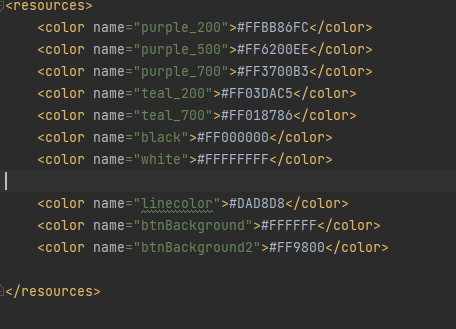 <resources>
<color name="purple_200">#FFBB86FC</color>
<color name="purple_500">#FF6200EE</color>
<color name="purple_700">#FF3700B3</color>
<color name="teal_200">#FF03DAC5</color>
<color name="teal_700">#FF018786</color>
<color name="black">#FF000000</color>
<color name="white">#FFFFFFFF</color>
<color name="linecolor">#DAD8D8</color>
<color name="btnBackground">#FFFFFF</color>
<color name="btnBackground2">#FF9800</color>
</resources>